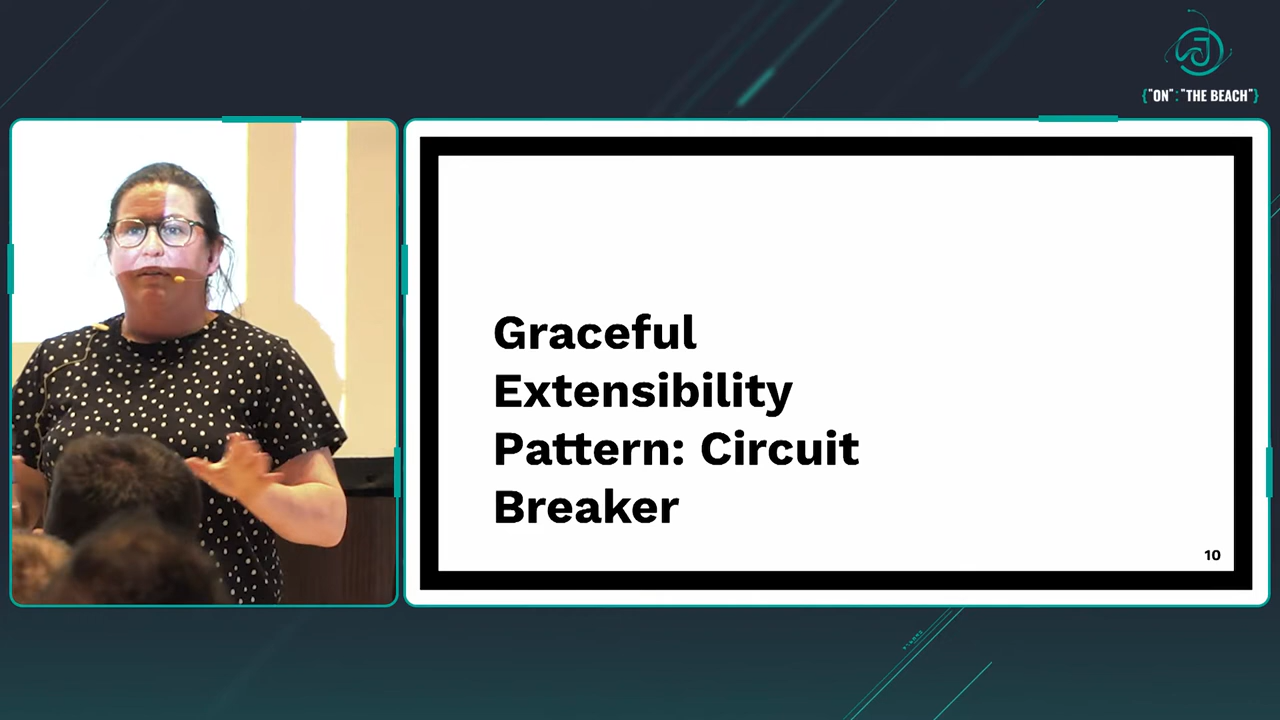 {"ON":"THE BEACH"}
Graceful
Extensibility
Pattern: Circuit
Breaker
10